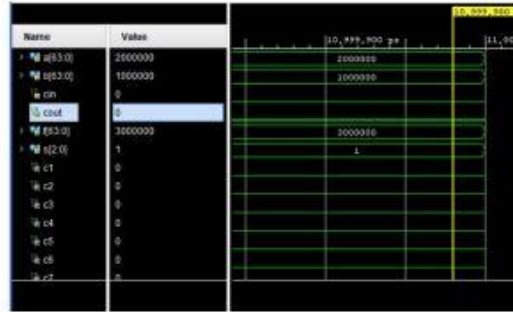 10,999,900
Name Value
10,999,900 ps
a[63:0] 2000000 2000000
b[63:0] 1000000 1000000
cin 0
cout 0
f[63:0] 3000000 3000000
s[2:0] 1 1
c1 0
c2 0
c3 0
c4 0
c5 0
c6 0
c7 0